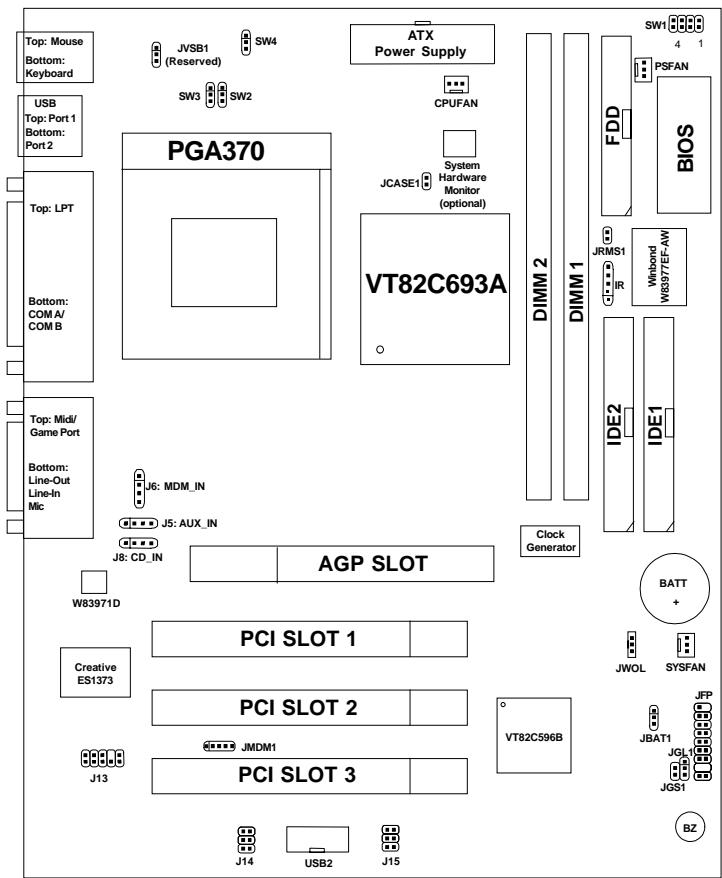 Top: Mouse
Bottom:
Keyboard
JVSB1
(Reserved)
SW4
ATX
Power Supply
SW1
4 1
PSFAN
USB
Top: Port 1
Bottom:
Port 2
SW3
SW2
CPUFAN
FDD
BIOS
PGA370
System
Hardware
Monitor
(optional)
JCASE1
Top: LPT
Bottom:
COM A/
COM B
VT82C693A
DIMM 2
DIMM 1
JRMS1
IR
Winbond
W83977EF-AW
IDE2
IDE1
Top: Midi/
Game Port
Bottom:
Line-Out
Line-In
Mic
J6: MDM_IN
J5: AUX_IN
J8: CD_IN
Clock
Generator
AGP SLOT
BATT
+
W83971D
PCI SLOT 1
JWOL
SYSFAN
Creative
ES1373
PCI SLOT 2
VT82C596B
JFP
JBAT1
JGL1
JMDM1
J13
PCI SLOT 3
JGS1
BZ
J14
USB2
J15